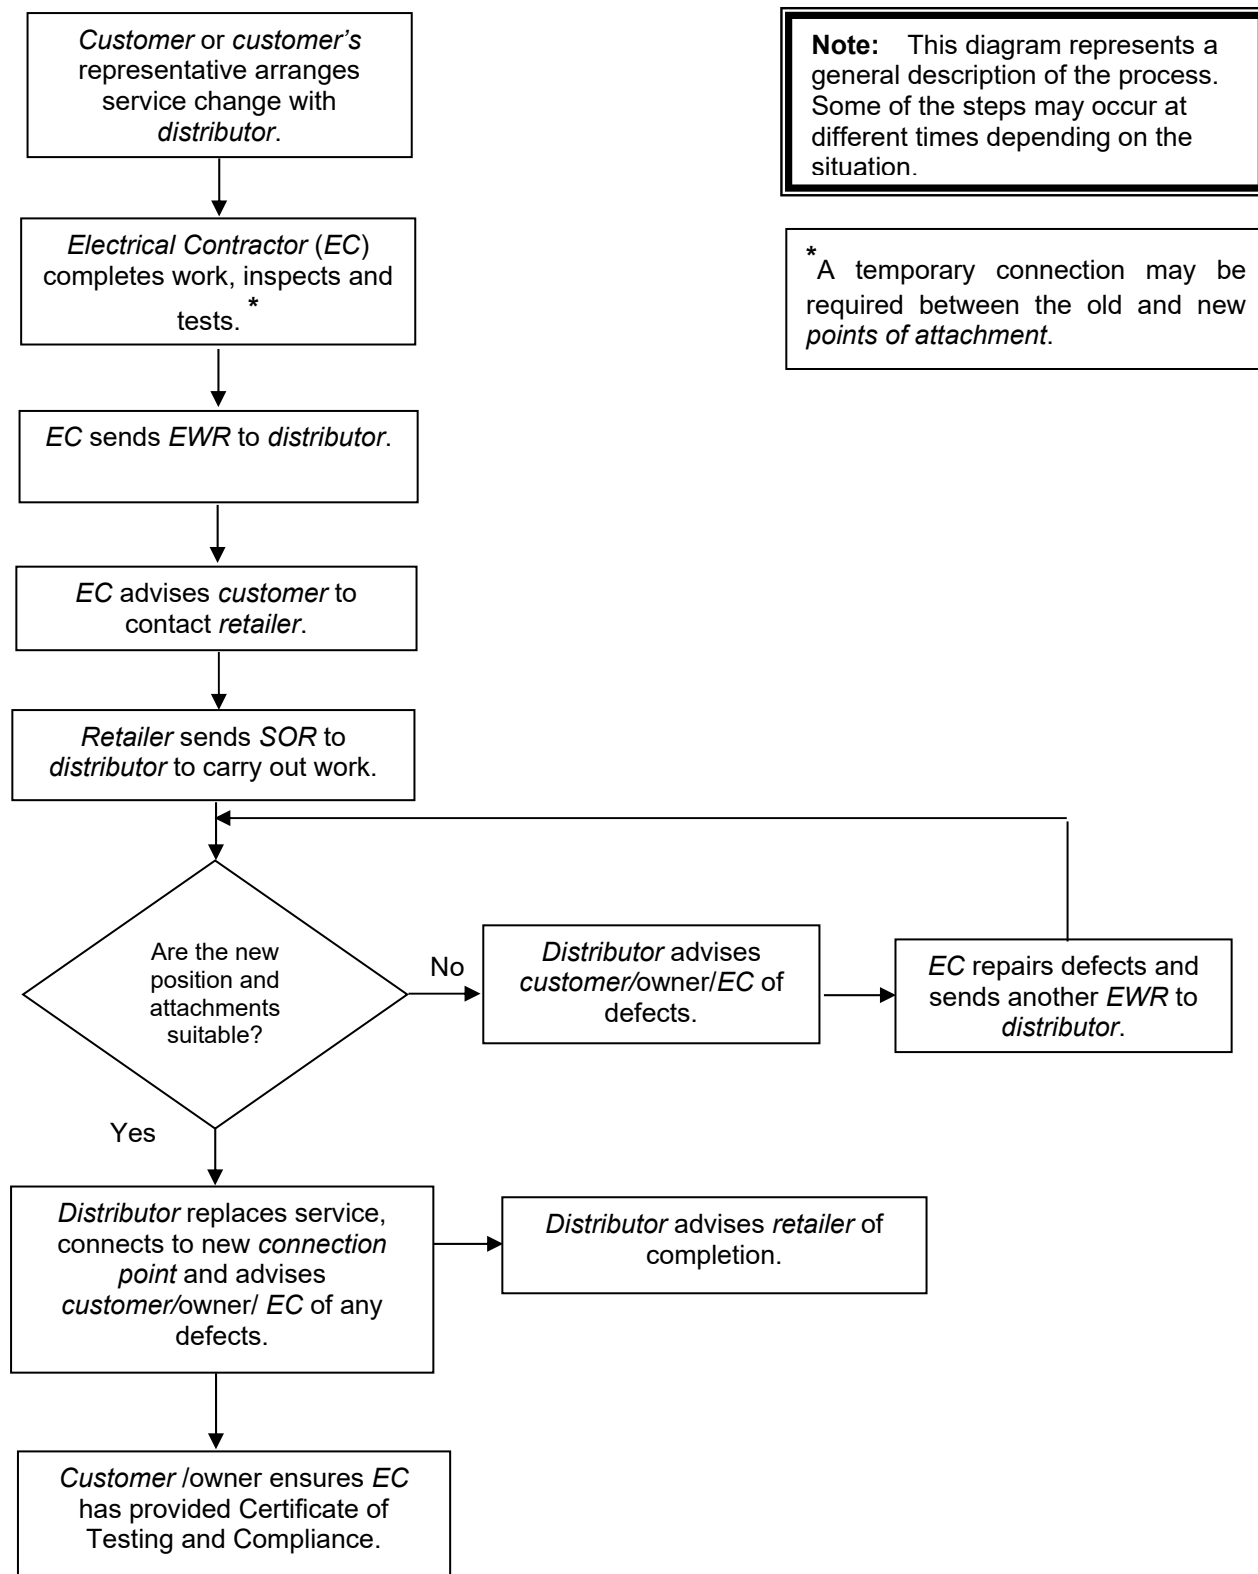 Customer or customer's
representative arranges
service change with
distributor.
Note: This diagram represents a
general description of the process.
Some of the steps may occur at
different times depending on the
situation.
Electrical Contractor (EC)
completes work, inspects and
tests. *
*A temporary connection may be
required between the old and new
points of attachment.
EC sends EWR to distributor.
EC advises customer to
contact retailer.
Retailer sends SOR to
distributor to carry out work.
Are the new
position and
attachments
suitable?
No
Distributor advises
customer/owner/EC of
defects.
EC repairs defects and
sends another EWR to
distributor.
Yes
Distributor replaces service,
connects to new connection
point and advises
customer/owner/ EC of any
defects.
Distributor advises retailer of
completion.
Customer /owner ensures EC
has provided Certificate of
Testing and Compliance.